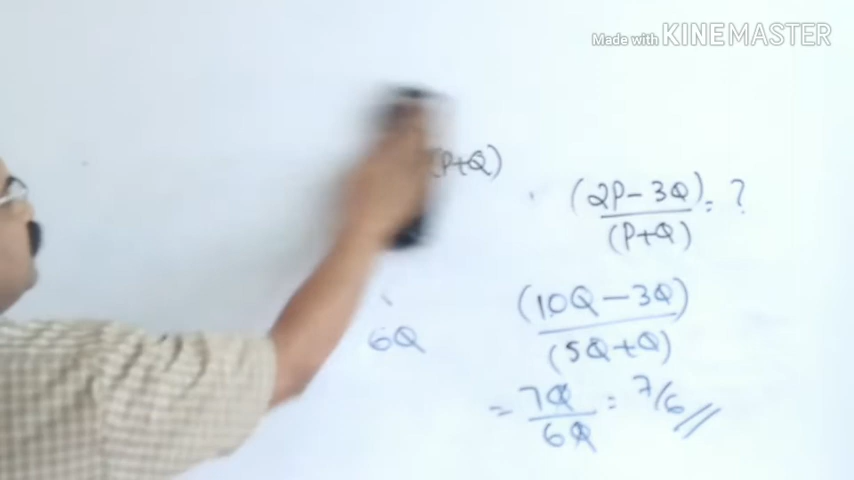 Made with KINEMASTER
(P+Q)
(2P-3Q)/(P+Q) = ?
6Q
(10Q-3Q)/(5Q+Q)
= 7Q/6Q = 7/6 //